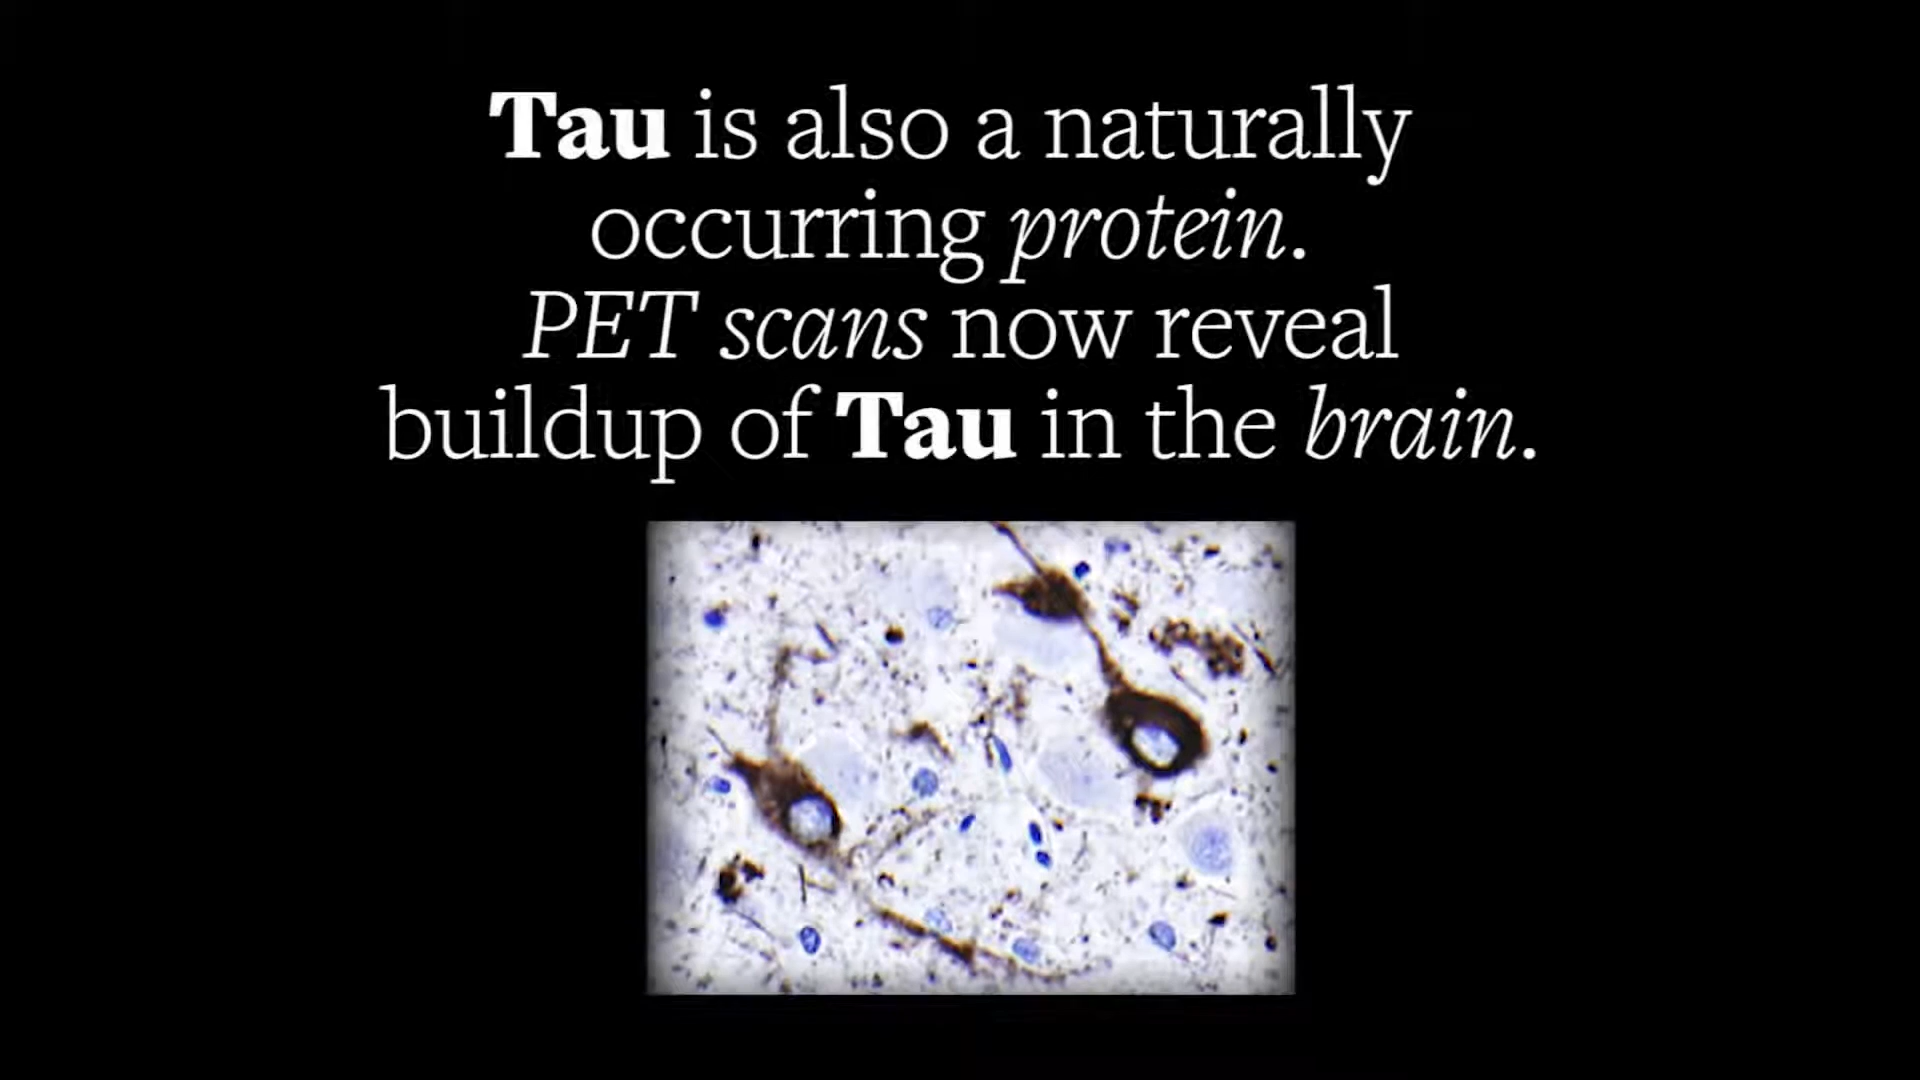 Tau is also a naturally
occurring protein.
PET scans now reveal
buildup of Tau in the brain.